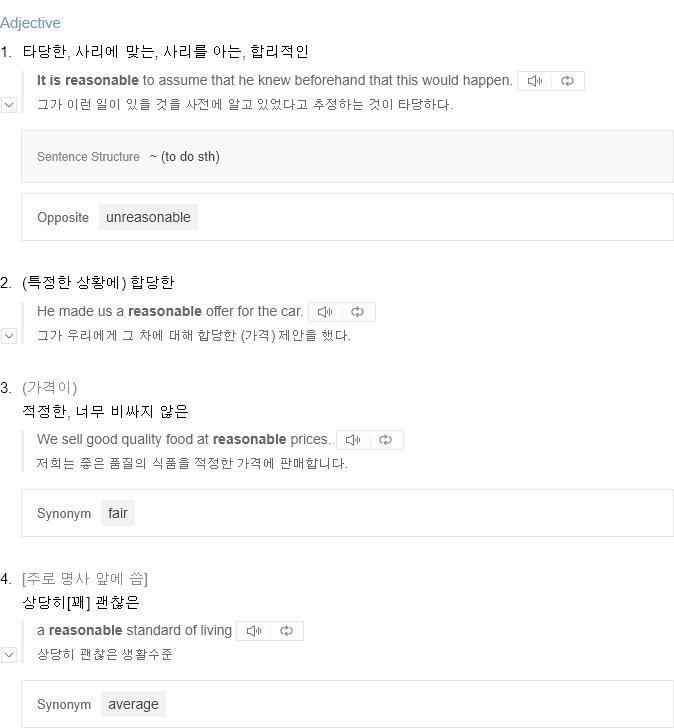 Adjective
1. 타당한, 사리에 맞는, 사리를 아는, 합리적인
It is reasonable to assume that he knew beforehand that this would happen.
그가 이런 일이 있을 것을 사전에 알고 있었다고 추정하는 것이 타당하다.
Sentence Structure ~ (to do sth)
Opposite unreasonable
2. (특정한 상황에) 합당한
He made us a reasonable offer for the car.
그가 우리에게 그 차에 대해 합당한 (가격) 제안을 했다.
3. (가격이)
적정한, 너무 비싸지 않은
We sell good quality food at reasonable prices.
저희는 좋은 품질의 식품을 적정한 가격에 판매합니다.
Synonym fair
4. [주로 명사 앞에 씀]
상당히[꽤] 괜찮은
a reasonable standard of living
상당히 괜찮은 생활수준
Synonym average